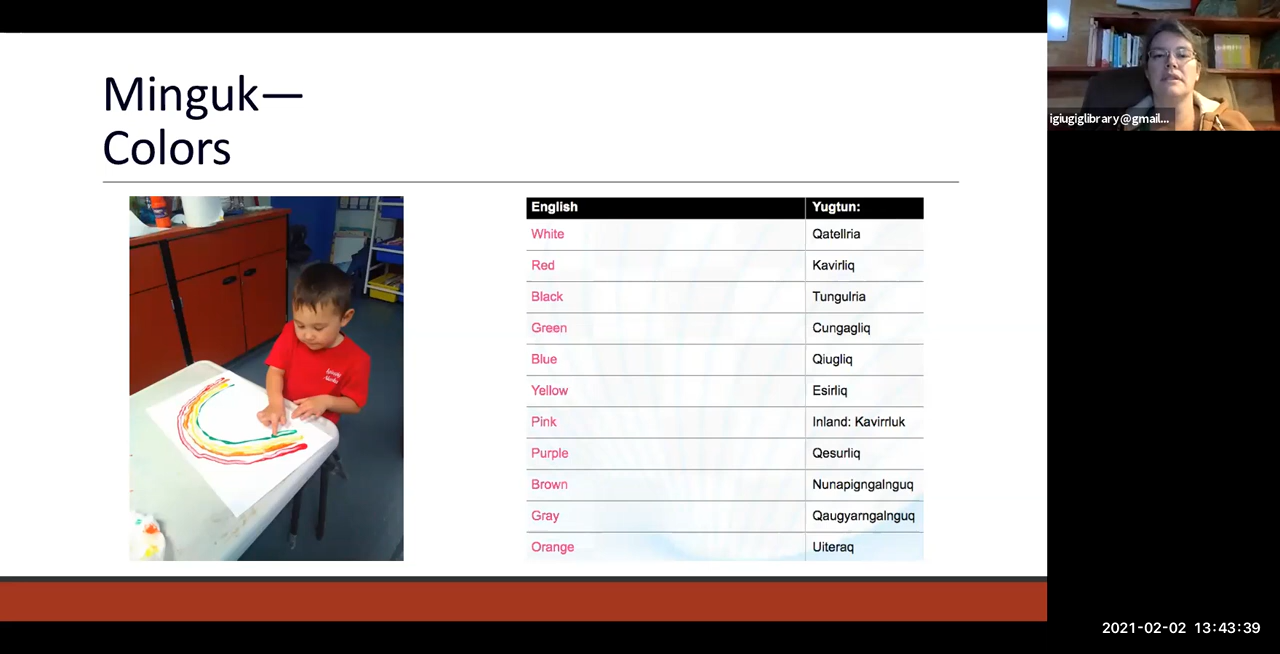 Minguk—
Colors
English Yugtun:
White Qatellria
Red Kavirliq
Black Tungulria
Green Cungagliq
Blue Qiugliq
Yellow Esirliq
Pink Inland: Kavirrluk
Purple Qesurliq
Brown Nunapigngalnguq
Gray Qaugyarngalnguq
Orange Uiteraq
igiugiglibrary@gmail...
2021-02-02 13:43:39